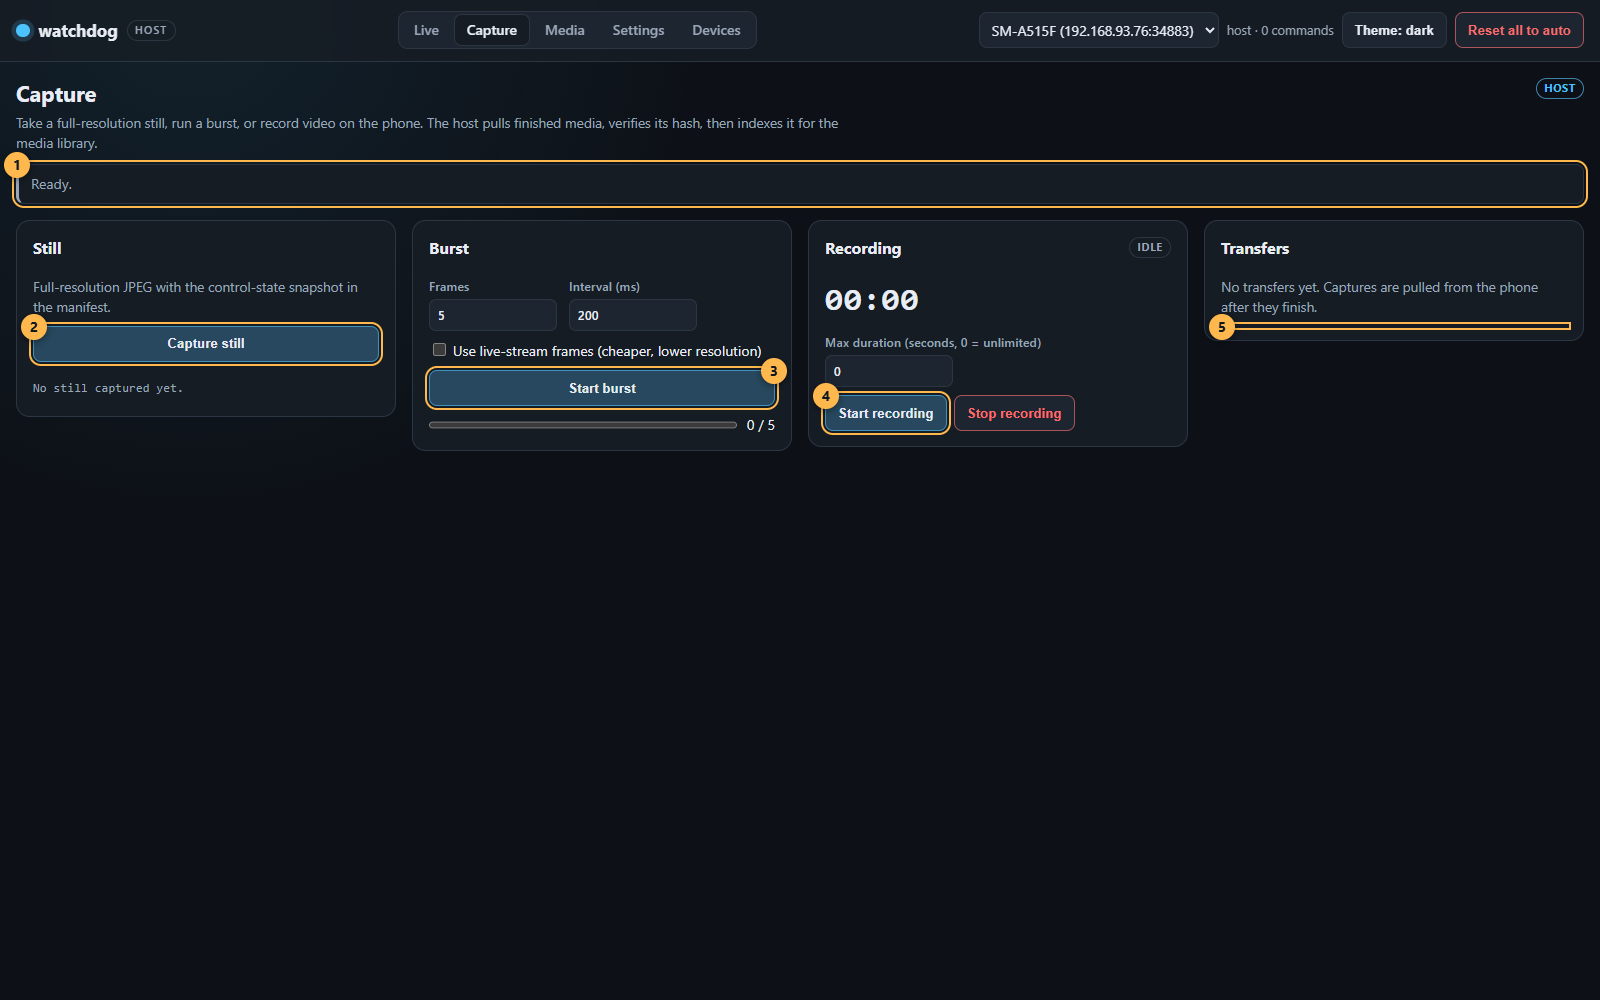 watchdog HOST
Live Capture Media Settings Devices
SM-A515F (192.168.93.76:34883) host · 0 commands Theme: dark Reset all to auto
Capture
HOST
Take a full-resolution still, run a burst, or record video on the phone. The host pulls finished media, verifies its hash, then indexes it for the
media library.
1
Ready.
Still
Full-resolution JPEG with the control-state snapshot in
the manifest.
2
Capture still
No still captured yet.
Burst
Frames Interval (ms)
5 200
Use live-stream frames (cheaper, lower resolution)
3
Start burst
0 / 5
Recording IDLE
00:00
Max duration (seconds, 0 = unlimited)
0
4
Start recording Stop recording
Transfers
No transfers yet. Captures are pulled from the phone
after they finish.
5